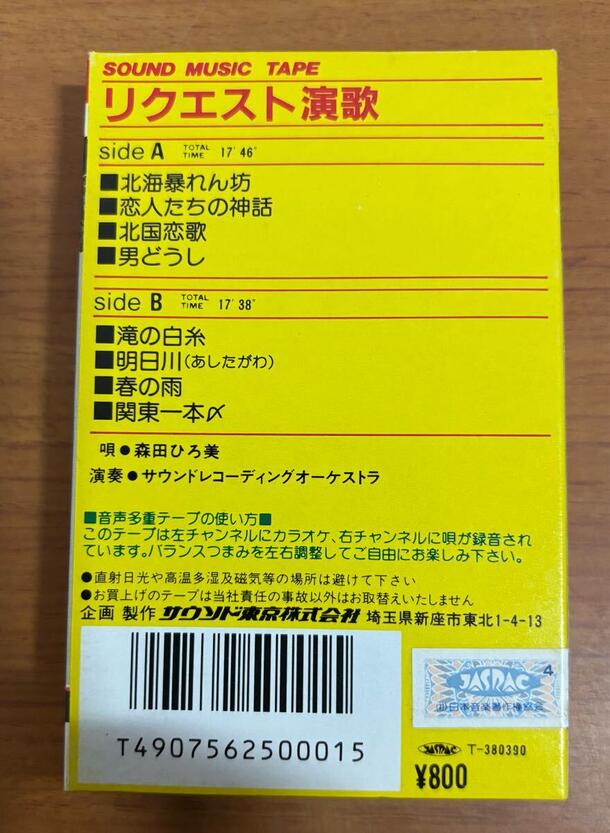 SOUND MUSIC TAPE
リクエスト演歌
side A TOTAL TIME 17' 46"
■北海暴れん坊
■恋人たちの神話
■北国恋歌
■男どうし
side B TOTAL TIME 17' 38"
■滝の白糸
■明日川(あしたがわ)
■春の雨
■関東一本〆
唄●森田ひろ美
演奏●サウンドレコーディングオーケストラ
■音声多重テープの使い方■
このテープは左チャンネルにカラオケ、右チャンネルに唄が録音され
ています。バランスつまみを左右調整してご自由にお楽しみ下さい。
●直射日光や高温多湿及磁気等の場所は避けて下さい
●お買上げのテープは当社責任の事故以外はお取替えいたしません
企画 製作 サウンド東京株式会社 埼玉県新座市東北1-4-13
T4907562500015
4
JASRAC
JASRAC T-380390
¥800